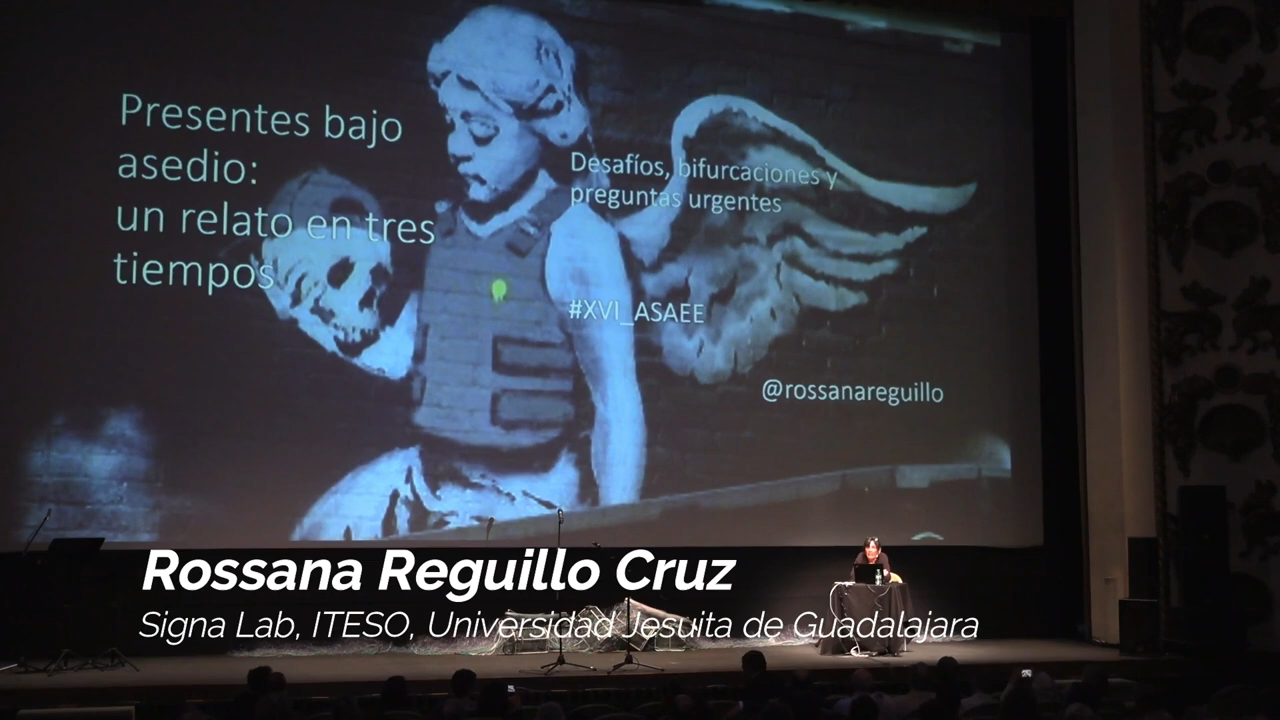 Presentes bajo
asedio:
un relato en tres
tiempos
Desafíos, bifurcaciones y
preguntas urgentes
#XVI_ASAEE
@rossanareguillo
Rossana Reguillo Cruz
Signa Lab, ITESO, Universidad Jesuita de Guadalajara